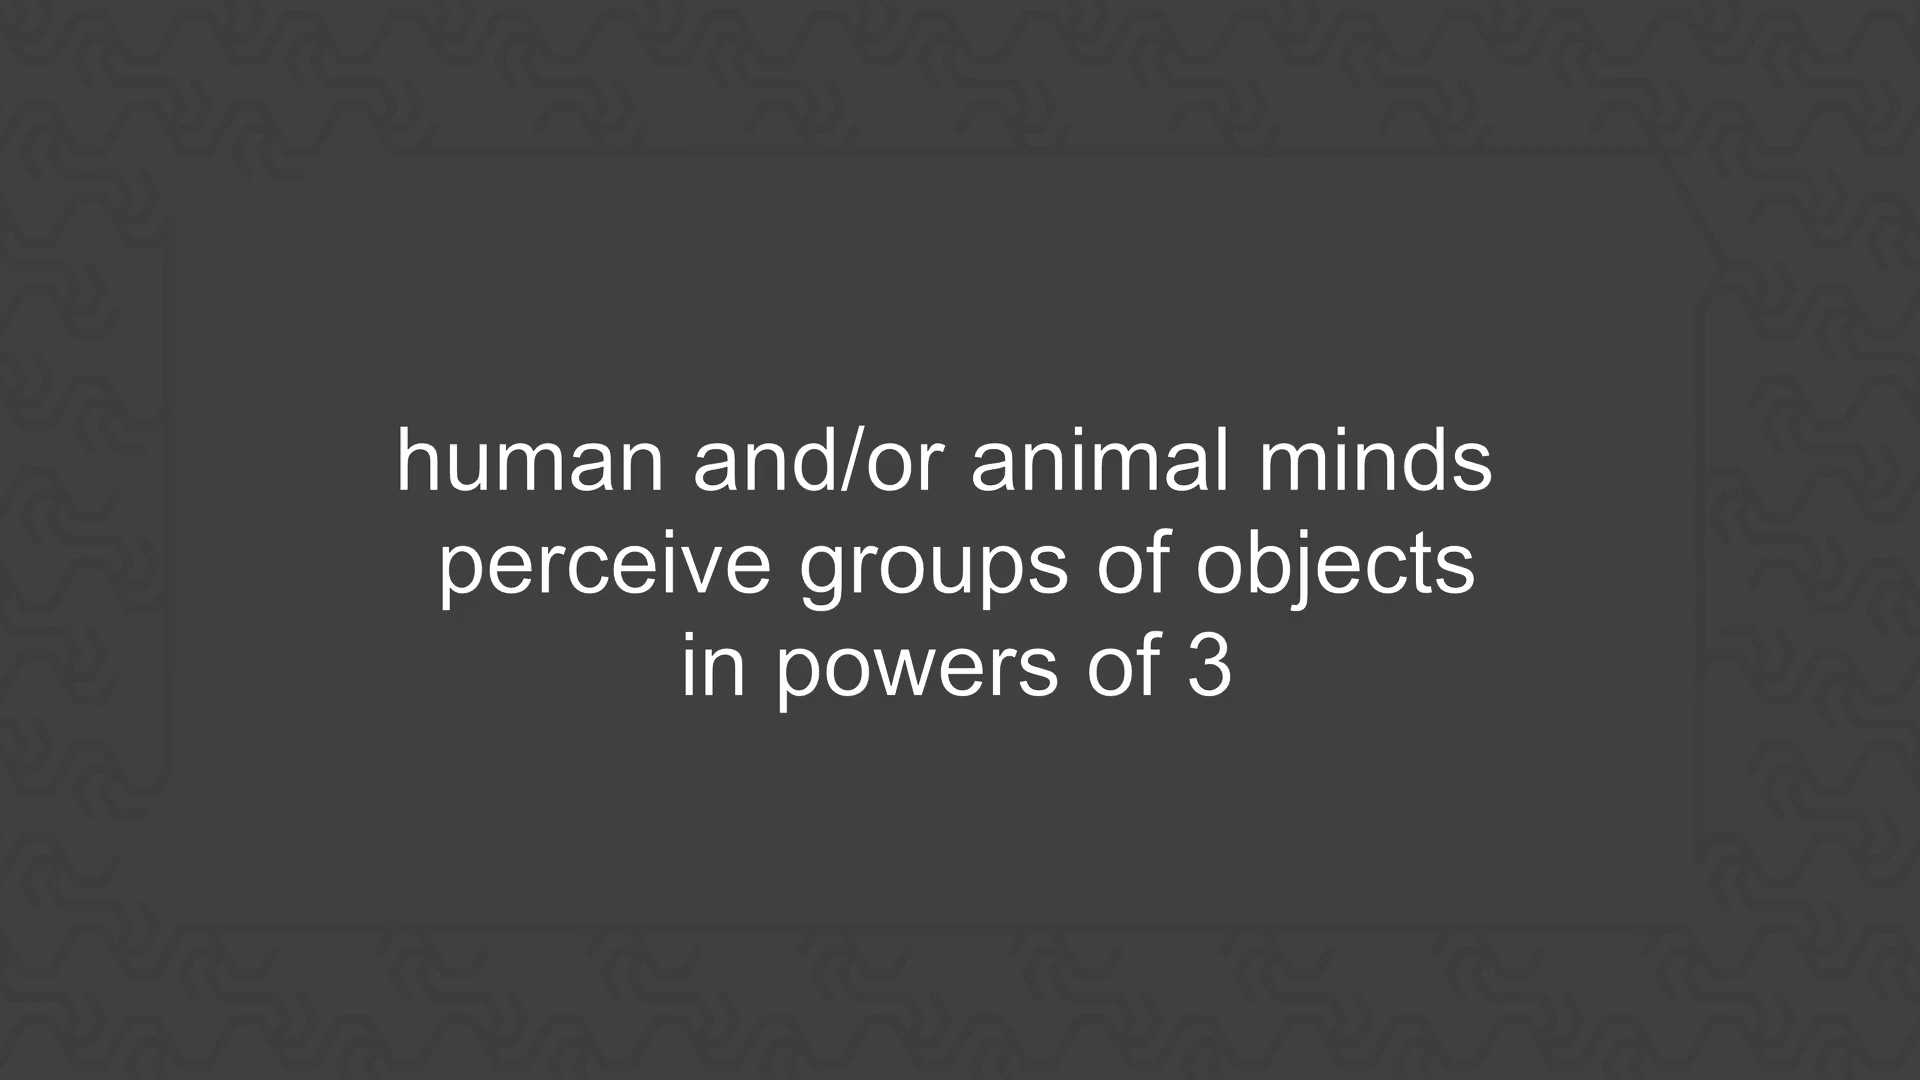 human and/or animal minds
perceive groups of objects
in powers of 3